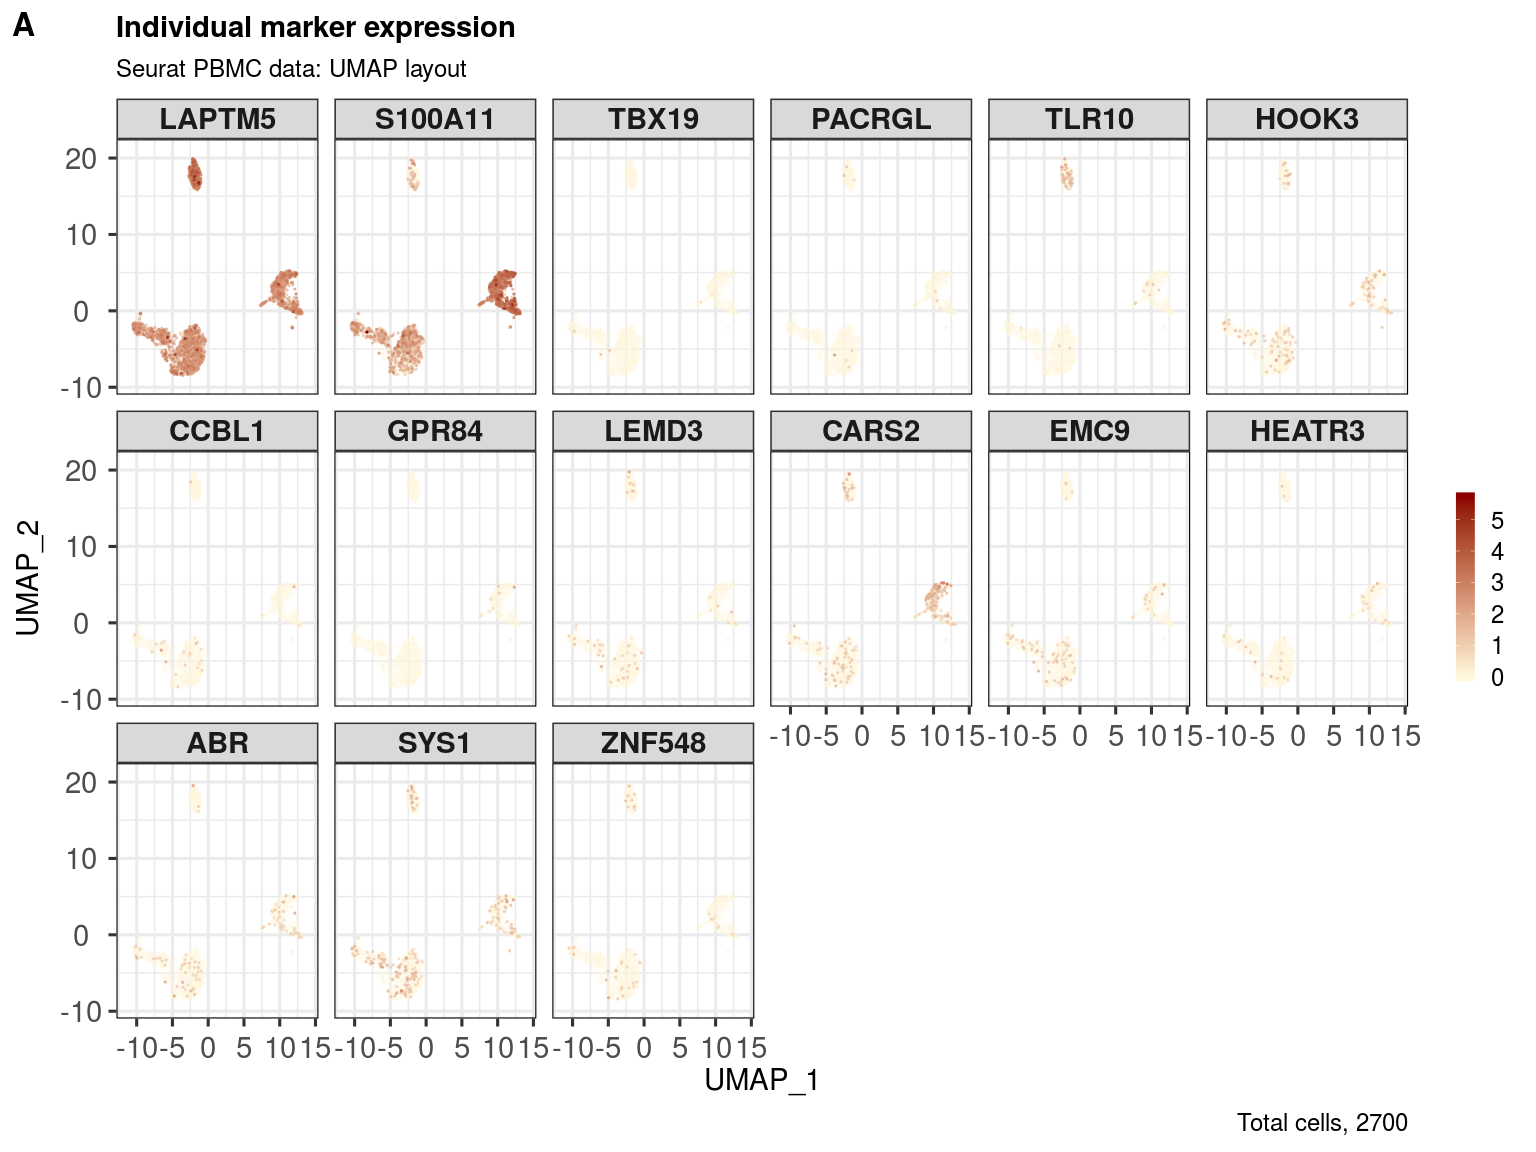 A
Individual marker expression
Seurat PBMC data: UMAP layout
LAPTM5 S100A11 TBX19 PACRGL TLR10 HOOK3
20
10
0
-10
CCBL1 GPR84 LEMD3 CARS2 EMC9 HEATR3
20
10
0
-10
-10 -5 0 5 10 15 -10 -5 0 5 10 15 -10 -5 0 5 10 15
ABR SYS1 ZNF548
20
10
0
-10
-10 -5 0 5 10 15 -10 -5 0 5 10 15 -10 -5 0 5 10 15
UMAP_2
UMAP_1
5
4
3
2
1
0
Total cells, 2700